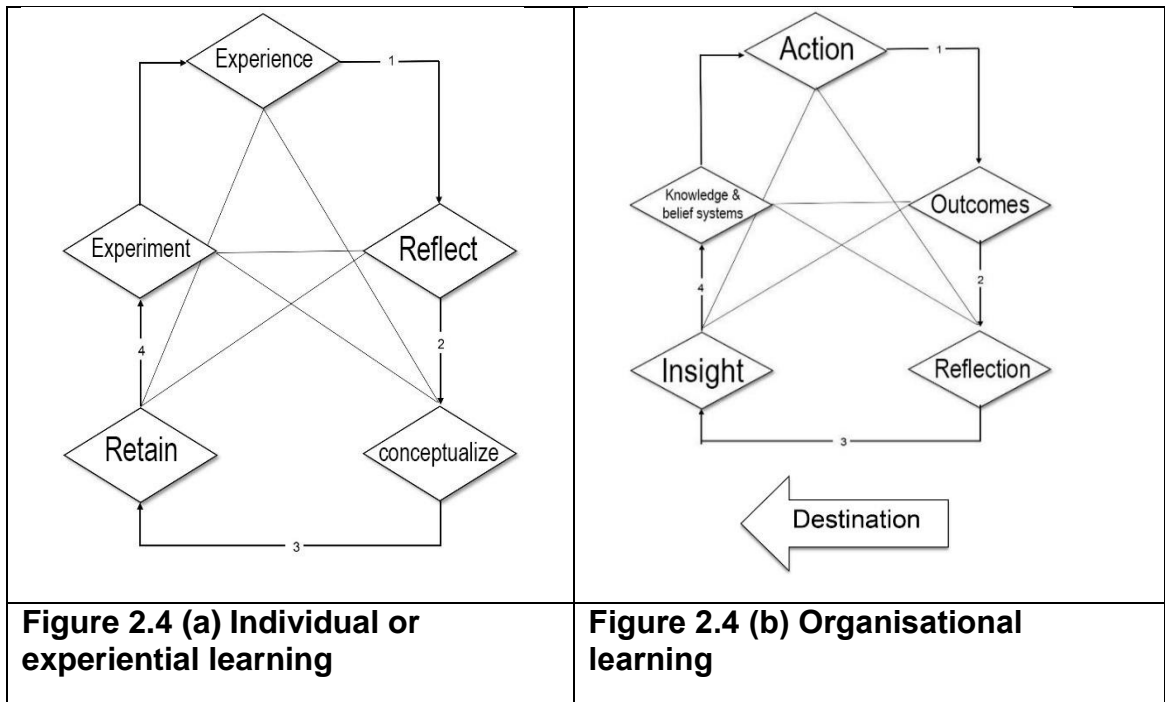 Experience
1
Experiment
Reflect
4
2
Retain
conceptualize
3
Figure 2.4 (a) Individual or
experiential learning
Action
1
Knowledge &
belief systems
Outcomes
4
2
Insight
Reflection
3
Destination
Figure 2.4 (b) Organisational
learning